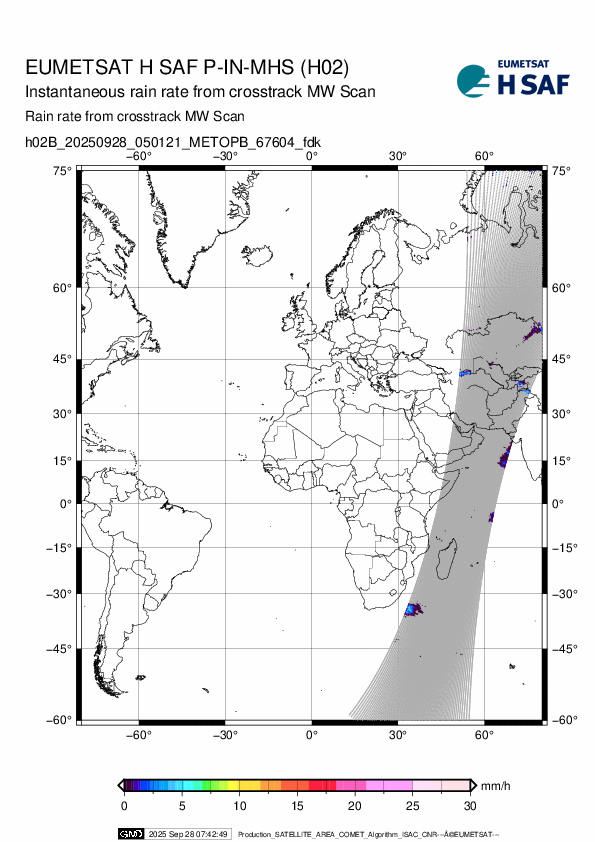 EUMETSAT H SAF P-IN-MHS (H02)
Instantaneous rain rate from crosstrack MW Scan
Rain rate from crosstrack MW Scan
h02B_20250928_050121_METOPB_67604_fdk
EUMETSAT
H SAF
−60° −30° 0° 30° 60°
75° 75°
60° 60°
45° 45°
30° 30°
15° 15°
0° 0°
−15° −15°
−30° −30°
−45° −45°
−60° −60°
−60° −30° 0° 30° 60°
mm/h
0 5 10 15 20 25 30
GMD 2025 Sep 28 07:42:49 Production_SATELLITE_AREA_COMET_Algorithm_ISAC_CNR-–-Â@EUMETSAT-–